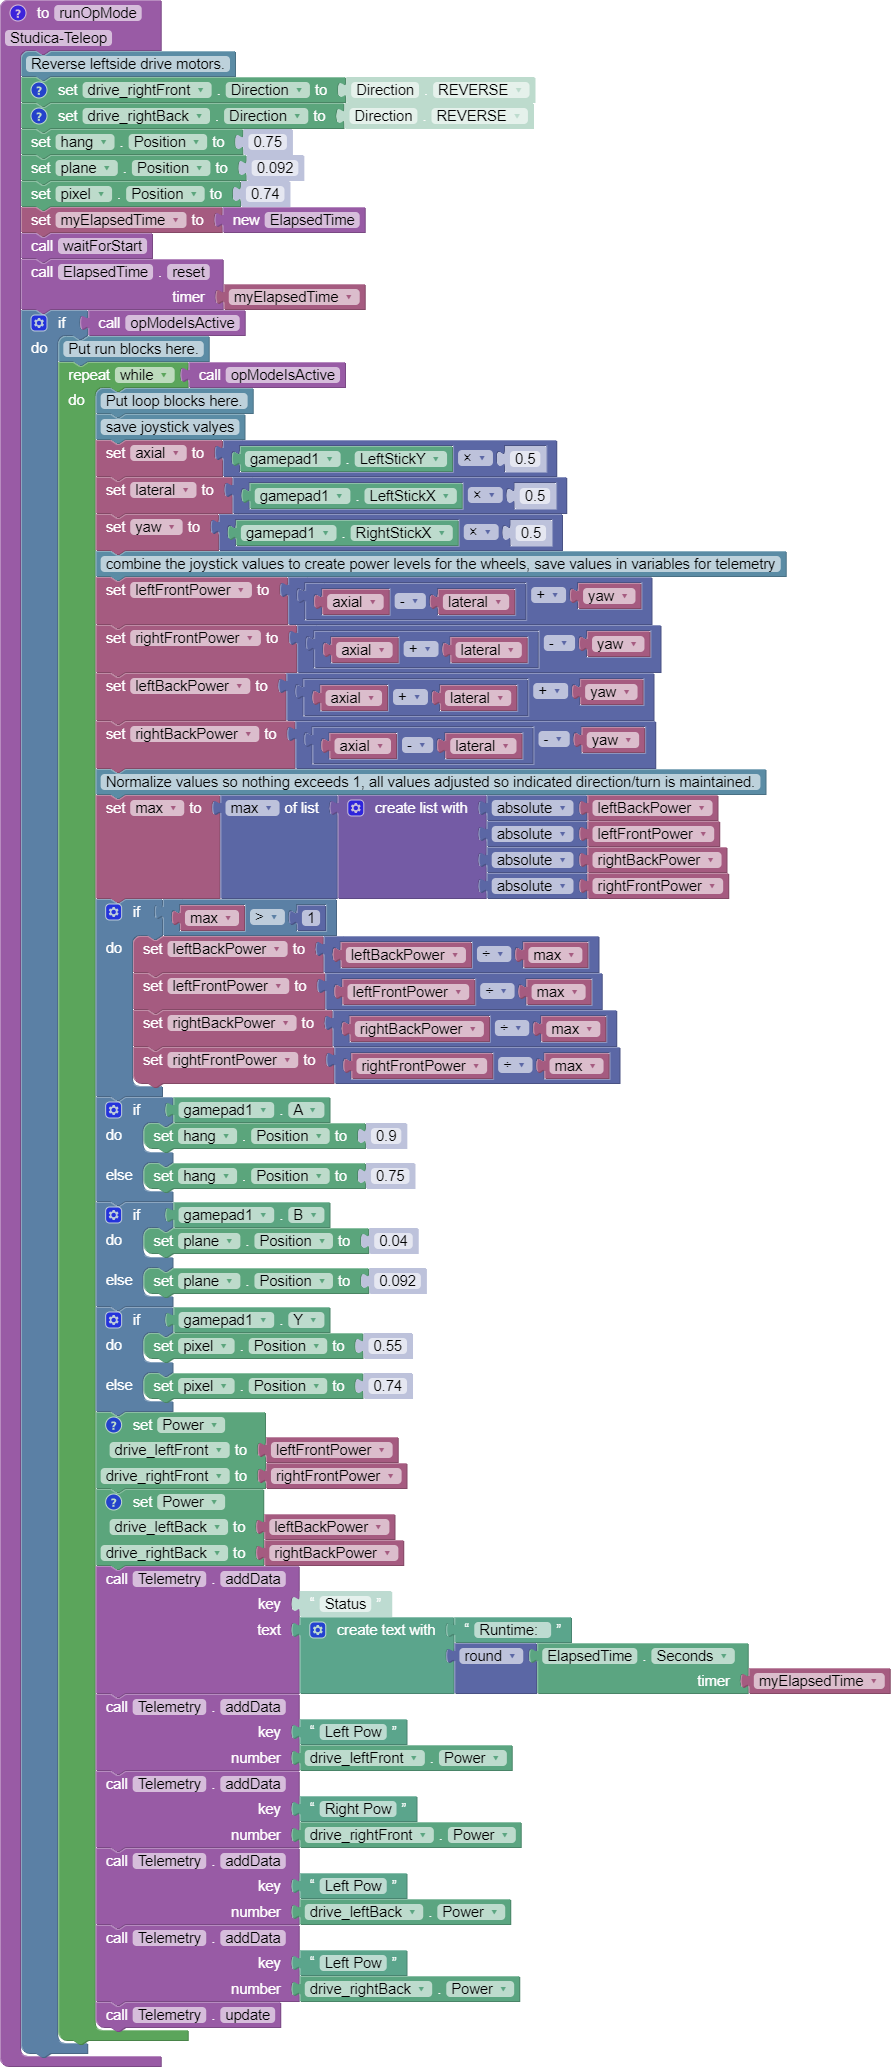 ? to runOpMode
Studica-Teleop
Reverse leftside drive motors.
? set drive_rightFront . Direction to Direction . REVERSE
? set drive_rightBack . Direction to Direction . REVERSE
set hang . Position to 0.75
set plane . Position to 0.092
set pixel . Position to 0.74
set myElapsedTime to new ElapsedTime
call waitForStart
call ElapsedTime . reset
timer myElapsedTime
if call opModeIsActive
do Put run blocks here.
repeat while call opModeIsActive
do Put loop blocks here.
save joystick valyes
set axial to gamepad1 . LeftStickY × 0.5
set lateral to gamepad1 . LeftStickX × 0.5
set yaw to gamepad1 . RightStickX × 0.5
combine the joystick values to create power levels for the wheels, save values in variables for telemetry
set leftFrontPower to axial - lateral + yaw
set rightFrontPower to axial + lateral - yaw
set leftBackPower to axial + lateral + yaw
set rightBackPower to axial - lateral - yaw
Normalize values so nothing exceeds 1, all values adjusted so indicated direction/turn is maintained.
set max to max of list create list with absolute leftBackPower
absolute leftFrontPower
absolute rightBackPower
absolute rightFrontPower
if max > 1
do set leftBackPower to leftBackPower ÷ max
set leftFrontPower to leftFrontPower ÷ max
set rightBackPower to rightBackPower ÷ max
set rightFrontPower to rightFrontPower ÷ max
if gamepad1 . A
do set hang . Position to 0.9
else set hang . Position to 0.75
if gamepad1 . B
do set plane . Position to 0.04
else set plane . Position to 0.092
if gamepad1 . Y
do set pixel . Position to 0.55
else set pixel . Position to 0.74
? set Power
drive_leftFront to leftFrontPower
drive_rightFront to rightFrontPower
? set Power
drive_leftBack to leftBackPower
drive_rightBack to rightBackPower
call Telemetry . addData
key “ Status ”
text create text with “ Runtime: ”
round ElapsedTime . Seconds
timer myElapsedTime
call Telemetry . addData
key “ Left Pow ”
number drive_leftFront . Power
call Telemetry . addData
key “ Right Pow ”
number drive_rightFront . Power
call Telemetry . addData
key “ Left Pow ”
number drive_leftBack . Power
call Telemetry . addData
key “ Left Pow ”
number drive_rightBack . Power
call Telemetry . update